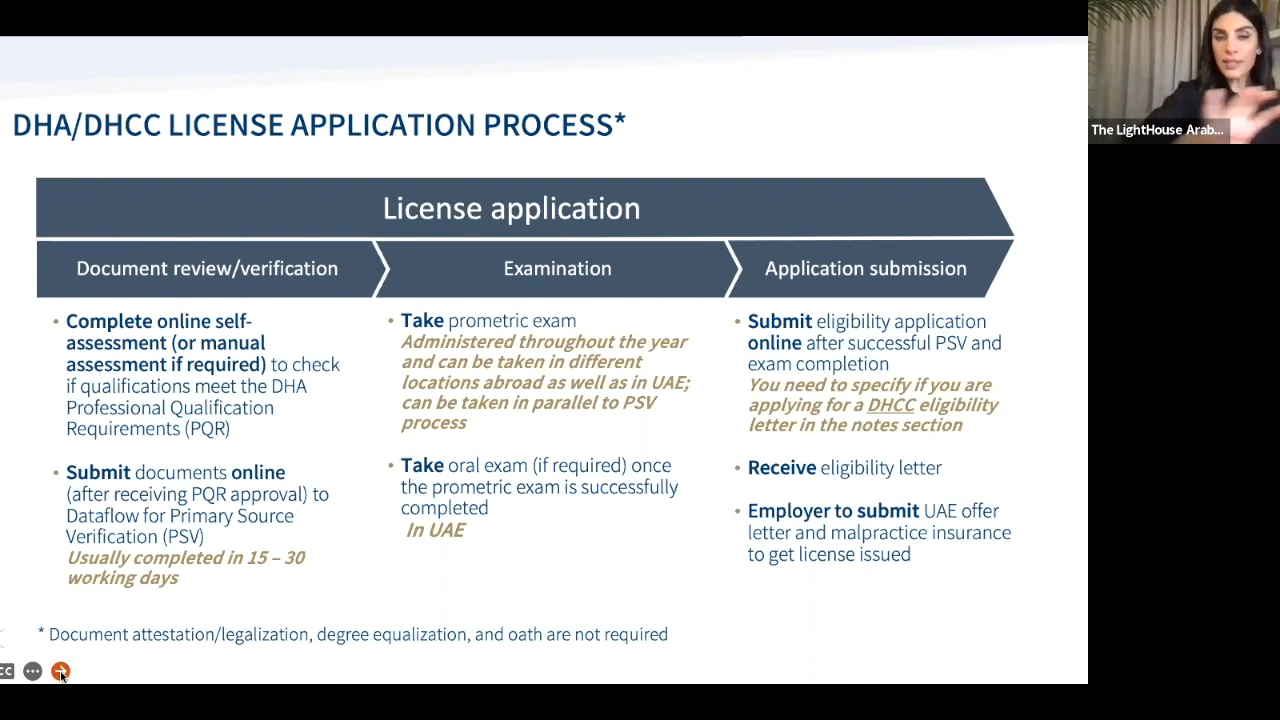 DHA/DHCC LICENSE APPLICATION PROCESS*
The LightHouse Arab...
License application
Document review/verification
Examination
Application submission
• Complete online self-
assessment (or manual
assessment if required) to check
if qualifications meet the DHA
Professional Qualification
Requirements (PQR)
• Submit documents online
(after receiving PQR approval) to
Dataflow for Primary Source
Verification (PSV)
Usually completed in 15 – 30
working days
• Take prometric exam
Administered throughout the year
and can be taken in different
locations abroad as well as in UAE;
can be taken in parallel to PSV
process
• Take oral exam (if required) once
the prometric exam is successfully
completed
In UAE
• Submit eligibility application
online after successful PSV and
exam completion
You need to specify if you are
applying for a DHCC eligibility
letter in the notes section
• Receive eligibility letter
• Employer to submit UAE offer
letter and malpractice insurance
to get license issued
* Document attestation/legalization, degree equalization, and oath are not required
CC